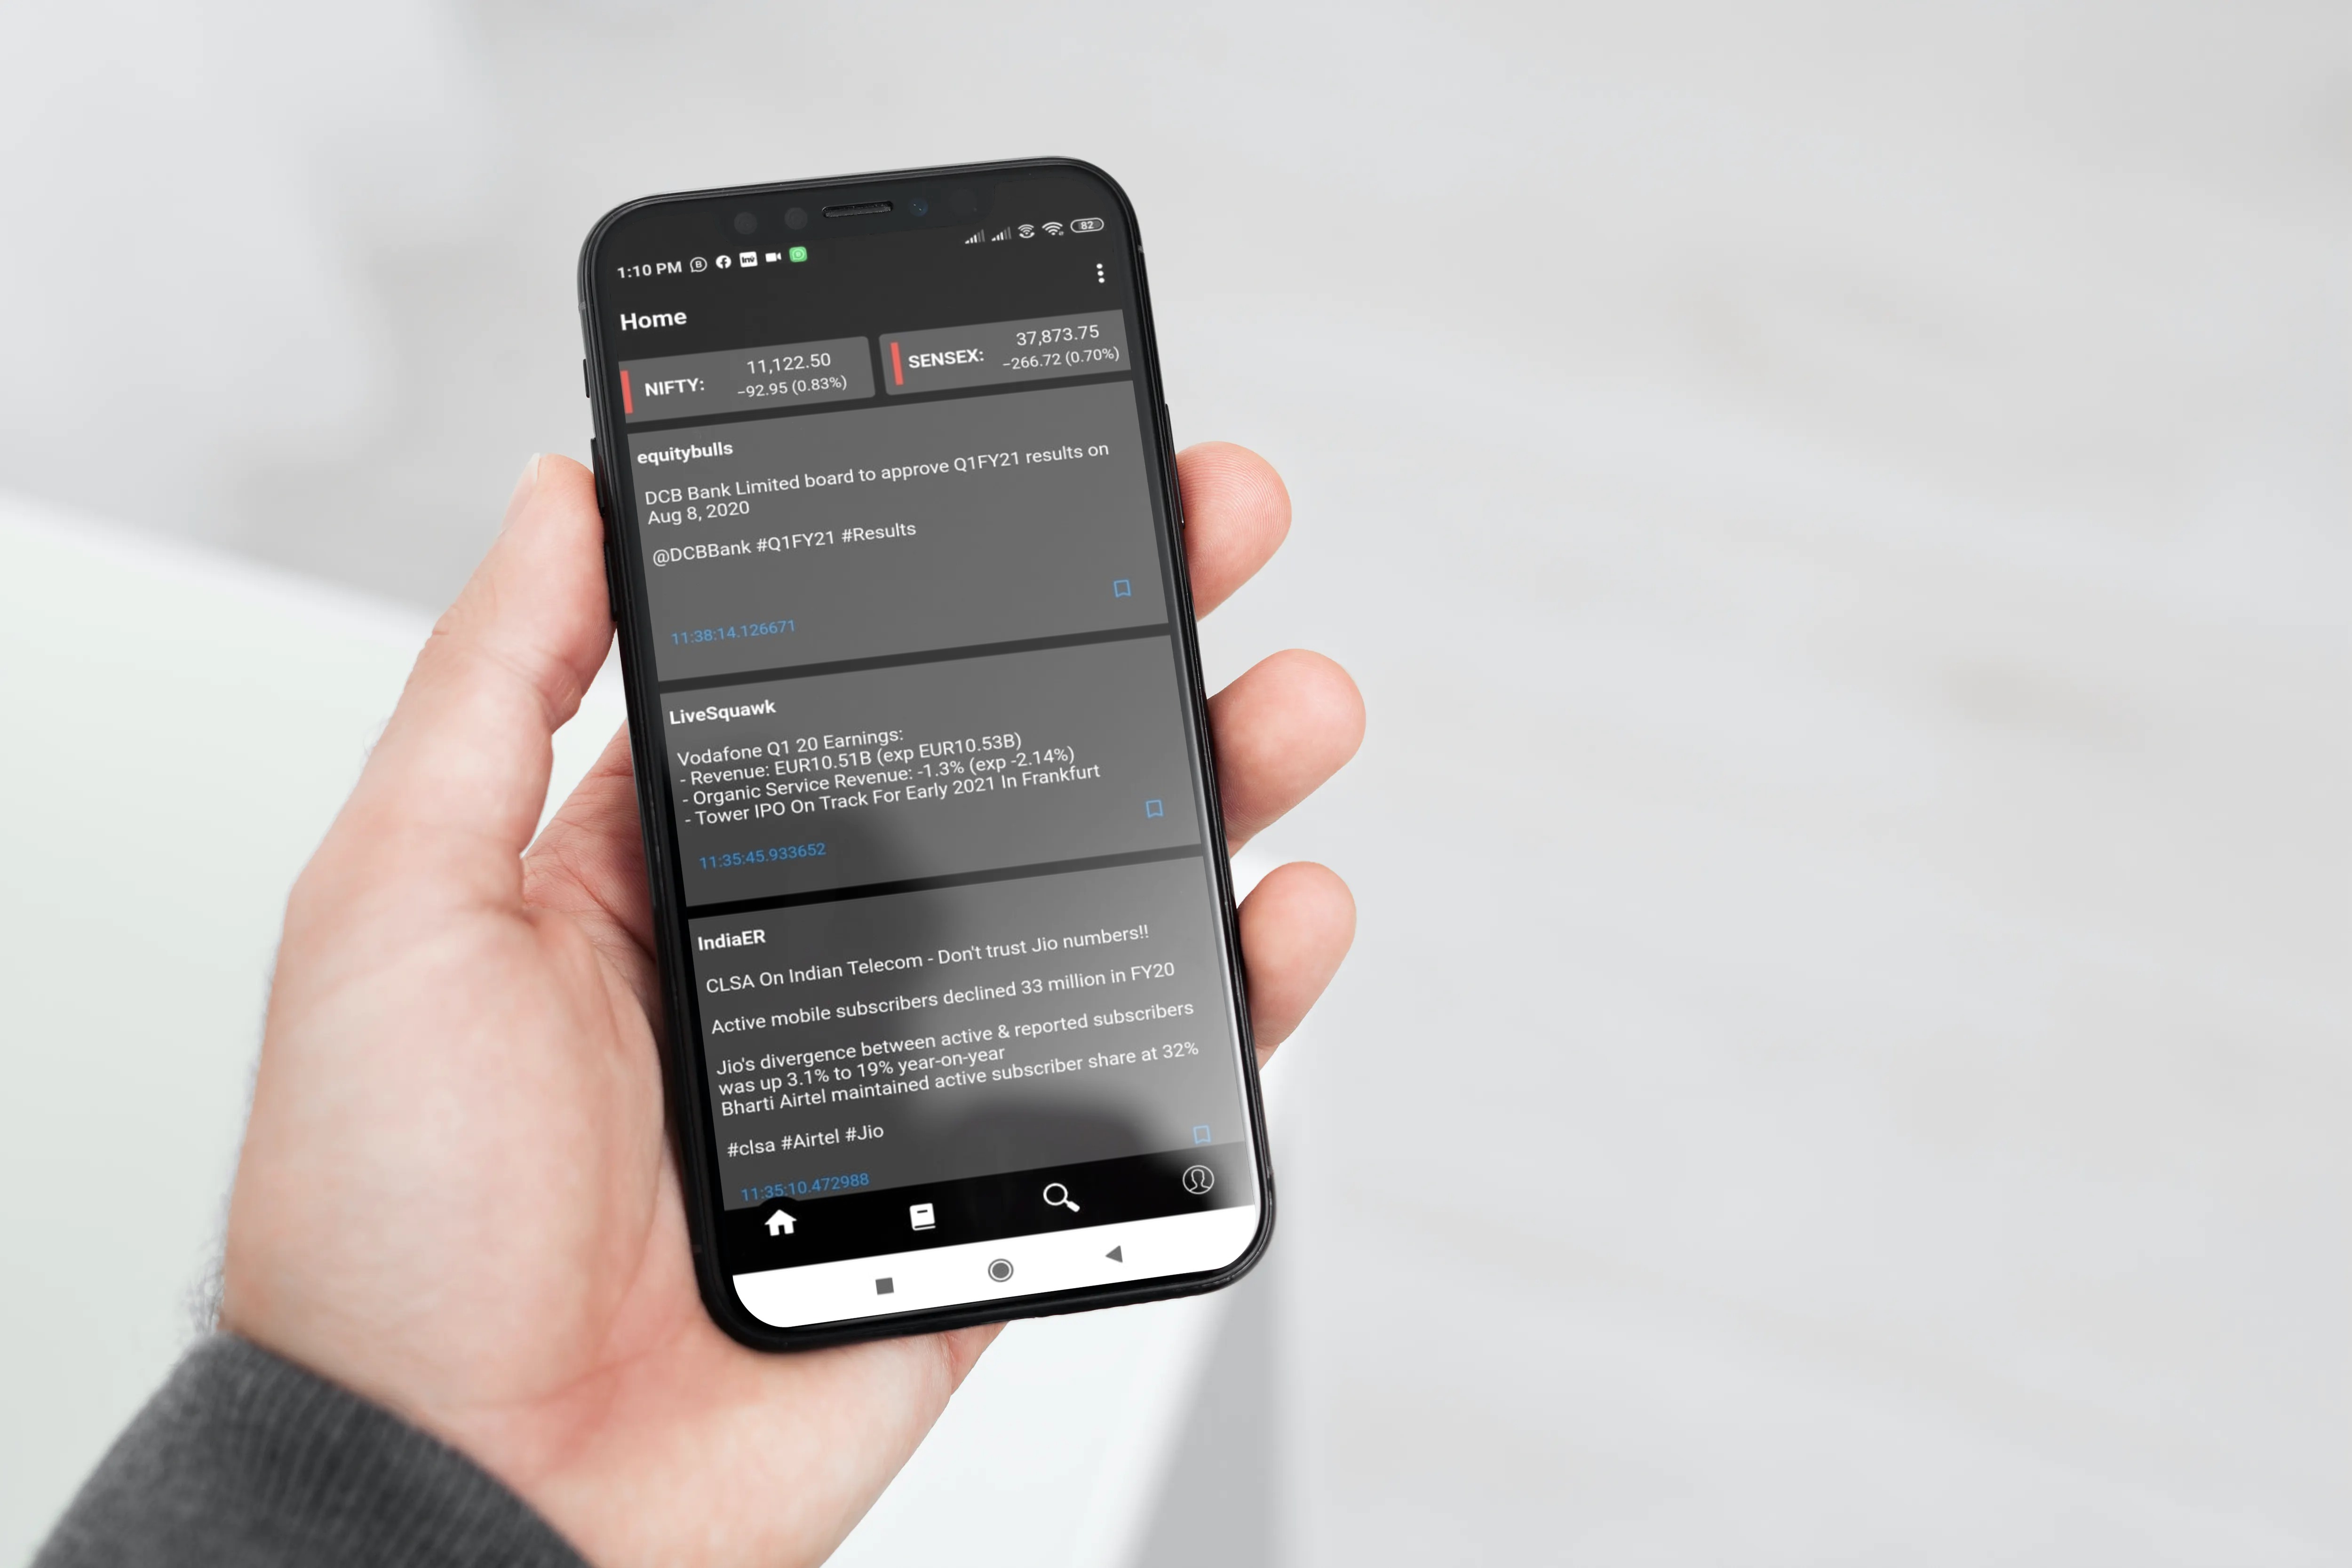 1:10 PM
82
Home
NIFTY:
11,122.50
−92.95 (0.83%)
SENSEX:
37,873.75
−266.72 (0.70%)
equitybulls
DCB Bank Limited board to approve Q1FY21 results on
Aug 8, 2020
@DCBBank #Q1FY21 #Results
11:38:14.126671
LiveSquawk
Vodafone Q1 20 Earnings:
- Revenue: EUR10.51B (exp EUR10.53B)
- Organic Service Revenue: -1.3% (exp -2.14%)
- Tower IPO On Track For Early 2021 In Frankfurt
11:35:45.933652
IndiaER
CLSA On Indian Telecom - Don't trust Jio numbers!!
Active mobile subscribers declined 33 million in FY20
Jio's divergence between active & reported subscribers
was up 3.1% to 19% year-on-year
Bharti Airtel maintained active subscriber share at 32%
#clsa #Airtel #Jio
11:35:10.472988